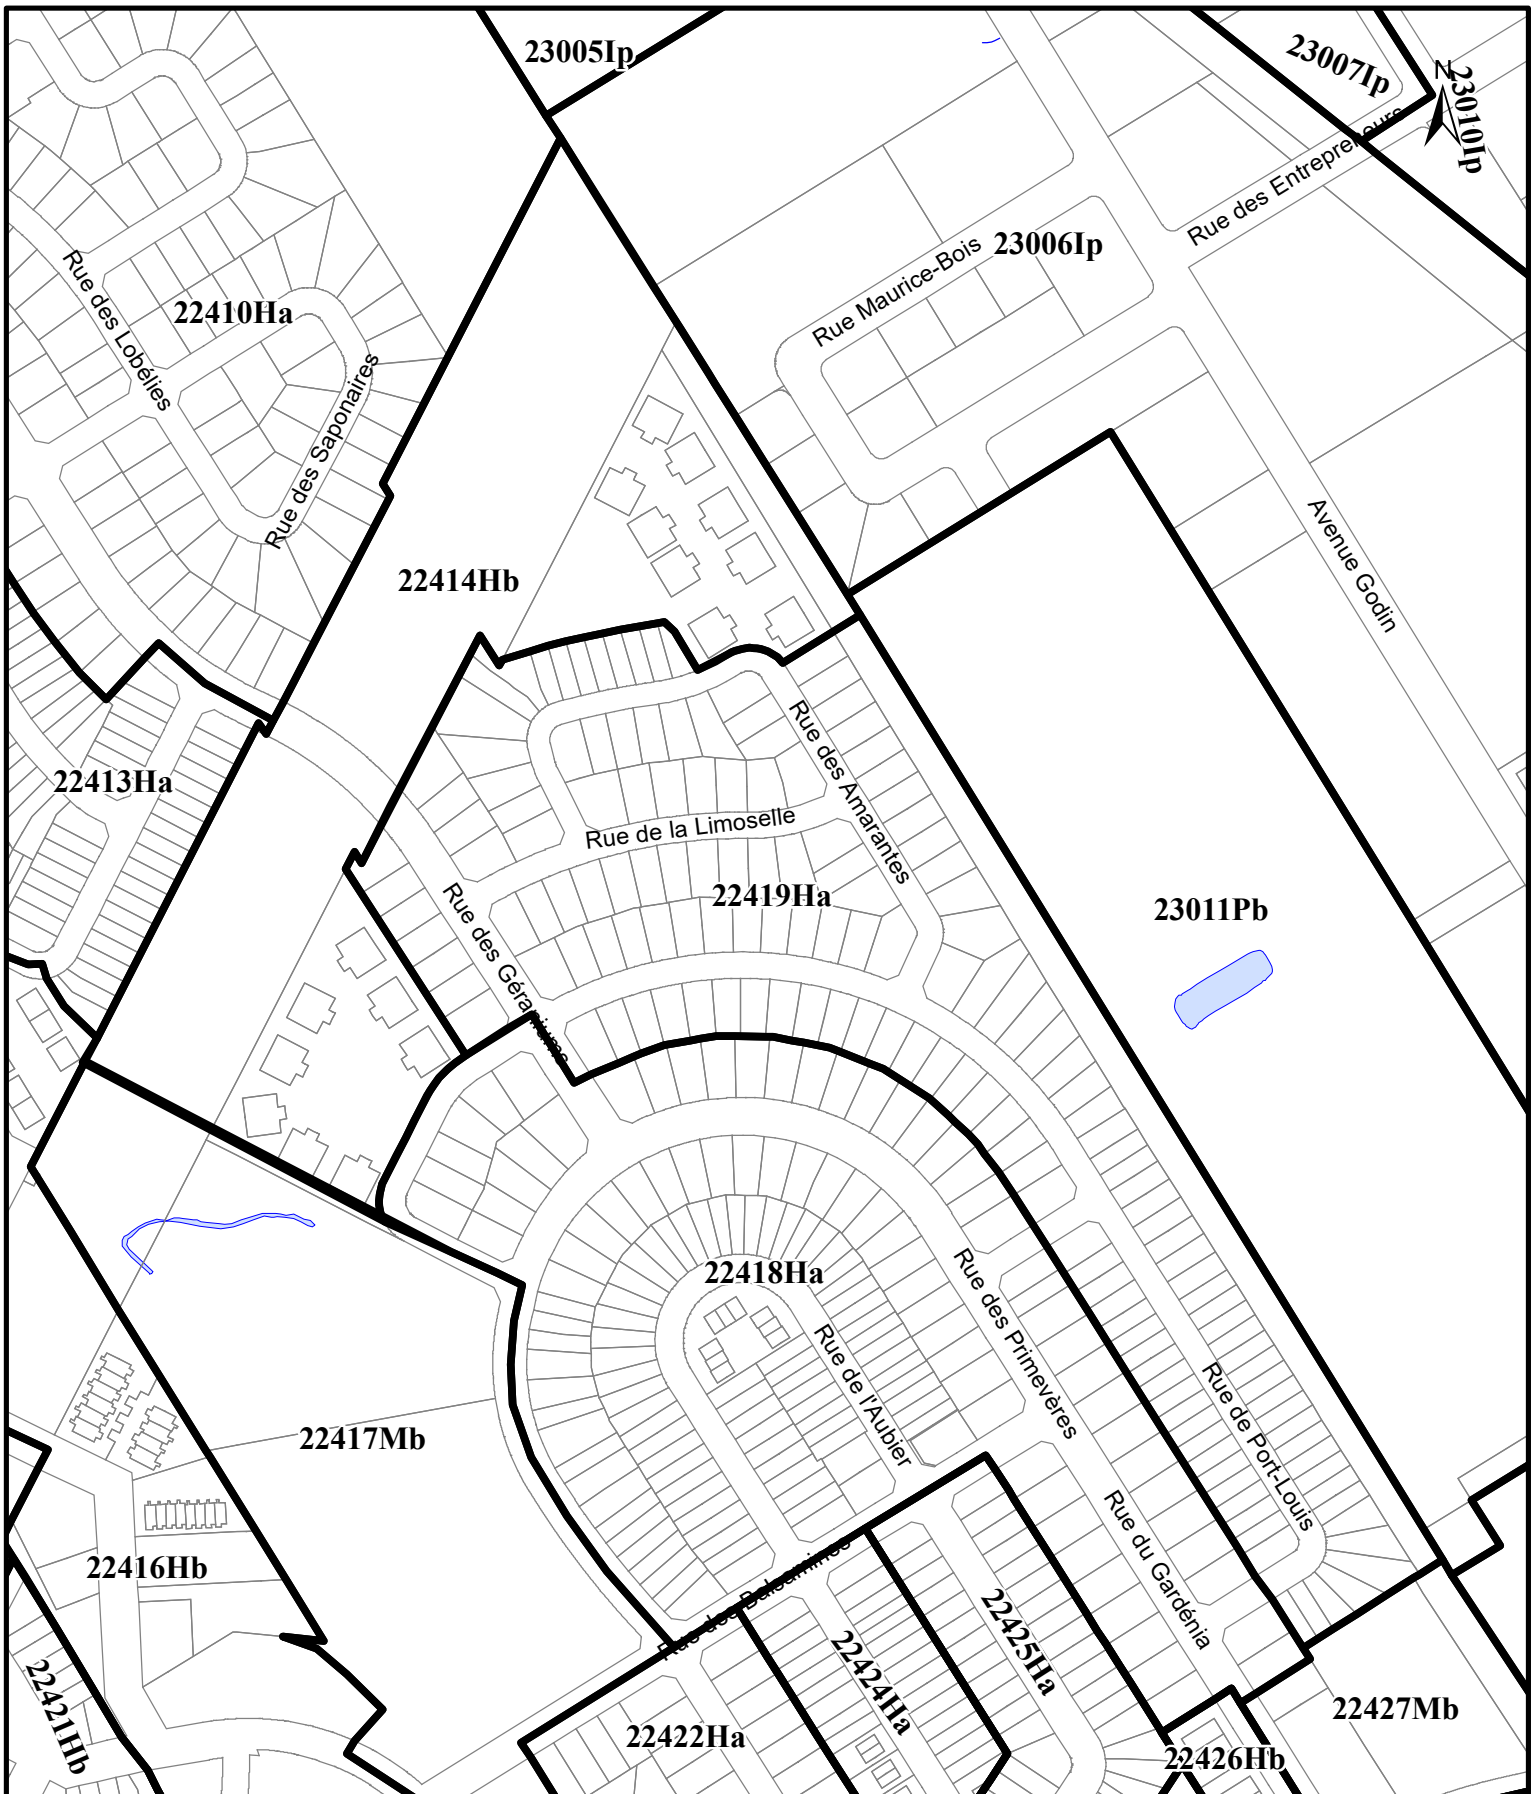 23005Ip
23007Ip
N
23010Ip
Rue des Entrepreneurs
23006Ip
Rue Maurice-Bois
Rue des Lobélies
22410Ha
Rue des Saponaires
Avenue Godin
22414Hb
22413Ha
Rue des Amarantes
Rue de la Limoselle
22419Ha
Rue des Géraniums
23011Pb
22418Ha
Rue des Primevères
Rue de l'Aubier
Rue de Port-Louis
22417Mb
Rue du Gardénia
22416Hb
Rue des Balsamines
22425Ha
22424Ha
22421Hb
22422Ha
22427Mb
22426Hb